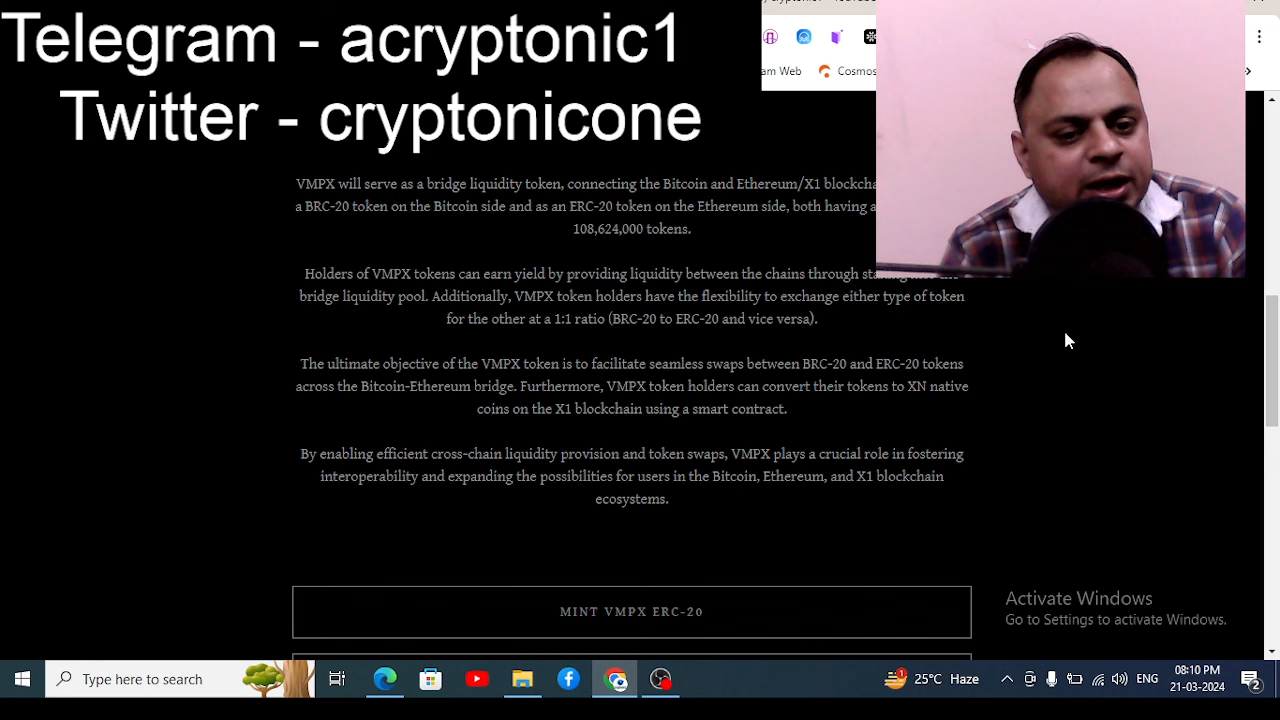 Telegram - acryptonic1
Twitter - cryptonicone
am Web
Cosmos
VMPX will serve as a bridge liquidity token, connecting the Bitcoin and Ethereum/X1
a BRC-20 token on the Bitcoin side and as an ERC-20 token on the Ethereum side, both having a
108,624,000 tokens.
Holders of VMPX tokens can earn yield by providing liquidity between the chains through
bridge liquidity pool. Additionally, VMPX token holders have the flexibility to exchange either type of token
for the other at a 1:1 ratio (BRC-20 to ERC-20 and vice versa).
The ultimate objective of the VMPX token is to facilitate seamless swaps between BRC-20 and ERC-20 tokens
across the Bitcoin-Ethereum bridge. Furthermore, VMPX token holders can convert their tokens to XN native
coins on the X1 blockchain using a smart contract.
By enabling efficient cross-chain liquidity provision and token swaps, VMPX plays a crucial role in fostering
interoperability and expanding the possibilities for users in the Bitcoin, Ethereum, and X1 blockchain
ecosystems.
MINT VMPX ERC-20
Activate Windows
Go to Settings to activate Windows.
Type here to search
1
25°C Haze
ENG
08:10 PM
21-03-2024
2